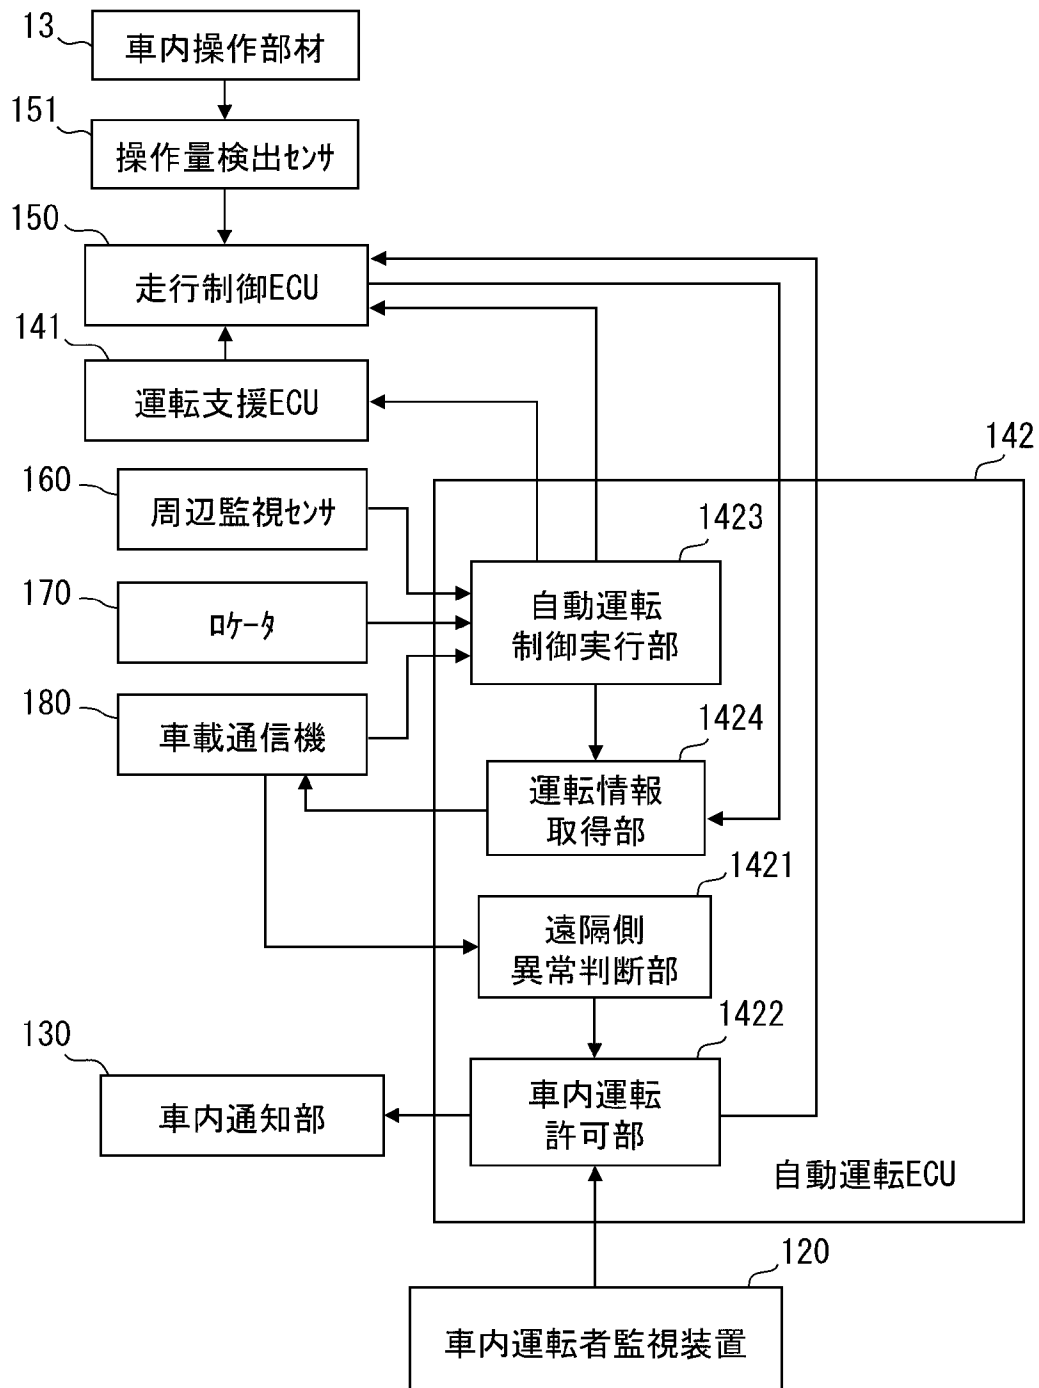 13
車内操作部材
151
操作量検出ｾﾝｻ
150
走行制御ECU
141
運転支援ECU
142
160
周辺監視ｾﾝｻ
1423
自動運転
制御実行部
170
ﾛｹｰﾀ
180
車載通信機
1424
運転情報
取得部
1421
遠隔側
異常判断部
1422
車内運転
許可部
130
車内通知部
自動運転ECU
120
車内運転者監視装置